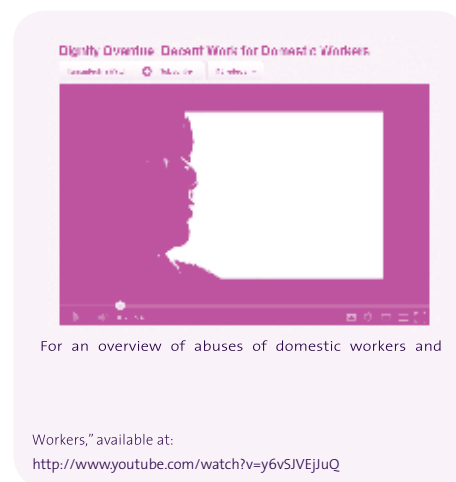 Dignity Overdue Decent Work for Domestic Workers
For an overview of abuses of domestic workers and
Workers,” available at:
http://www.youtube.com/watch?v=y6vSJVEjJuQ